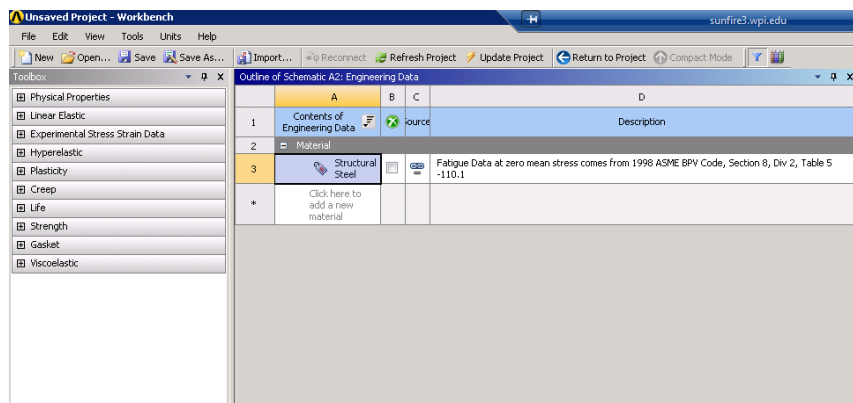 Unsaved Project - Workbench
sunfire3.wpi.edu
File Edit View Tools Units Help
New Open... Save Save As... Import... Reconnect Refresh Project Update Project Return to Project Compact Mode
Toolbox
Outline of Schematic A2: Engineering Data
Physical Properties
Linear Elastic
Experimental Stress Strain Data
Hyperelastic
Plasticity
Creep
Life
Strength
Gasket
Viscoelastic
A B C D
1 Contents of Engineering Data ource Description
2 Material
3 Structural Steel Fatigue Data at zero mean stress comes from 1998 ASME BPV Code, Section 8, Div 2, Table 5
-110.1
* Click here to
add a new
material